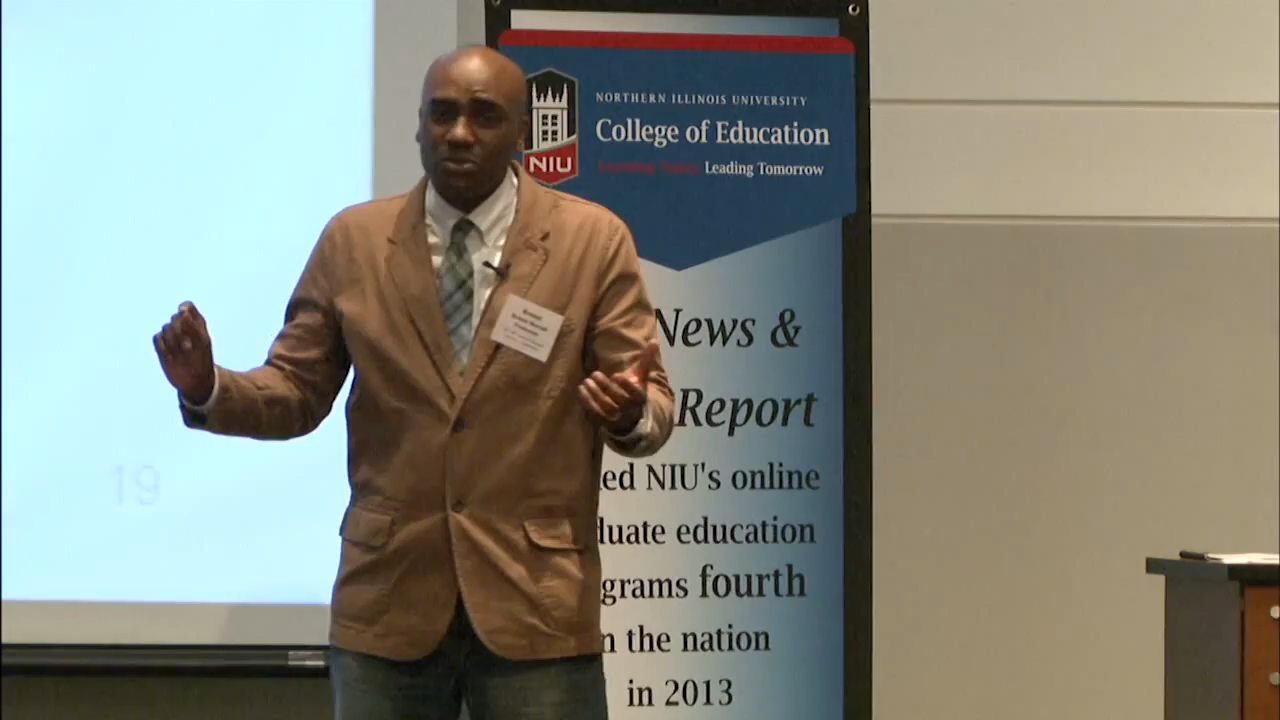 NORTHERN ILLINOIS UNIVERSITY
College of Education
Leading Tomorrow
NIU
News &
Report
ed NIU's online
duate education
grams fourth
n the nation
in 2013
19